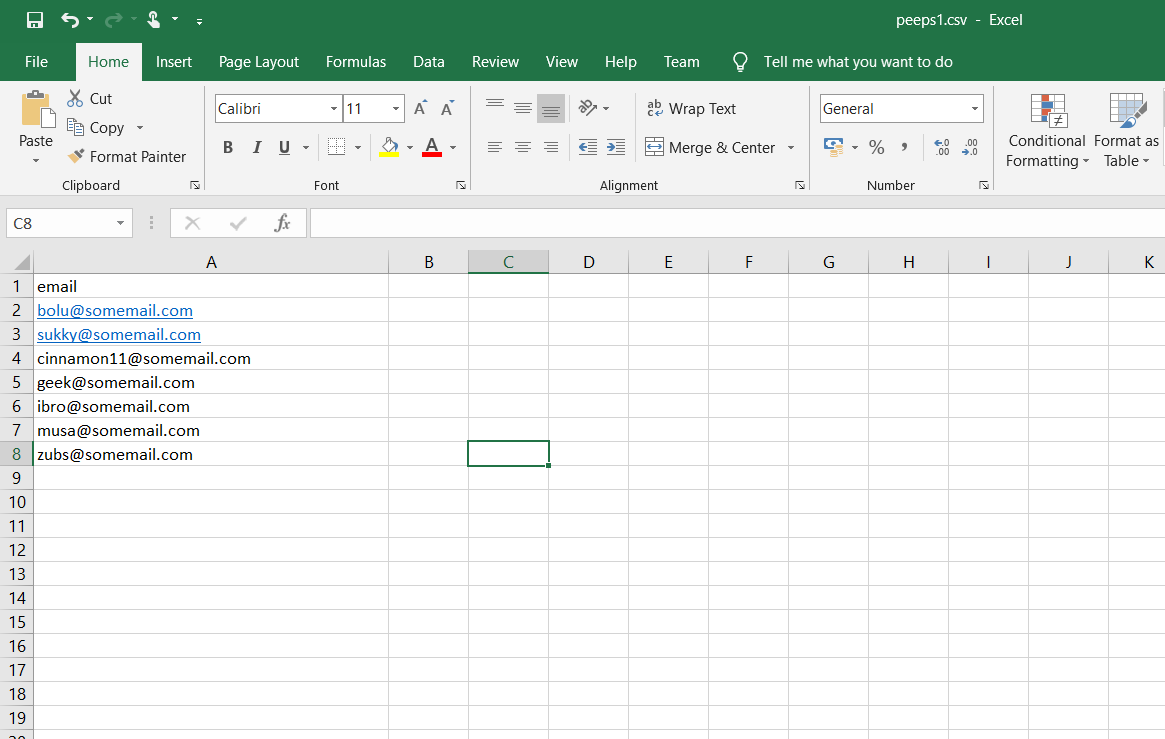 peeps1.csv - Excel
File Home Insert Page Layout Formulas Data Review View Help Team Tell me what you want to do
Paste
Cut
Copy
Format Painter
Clipboard
Calibri 11
B I U A
Font
ab Wrap Text
Merge & Center
Alignment
General
% , .00 .00
Number
Conditional Formatting
Format as Table
C8 fx
A B C D E F G H I J K
1 email
2 bolu@somemail.com
3 sukky@somemail.com
4 cinnamon11@somemail.com
5 geek@somemail.com
6 ibro@somemail.com
7 musa@somemail.com
8 zubs@somemail.com
9
10
11
12
13
14
15
16
17
18
19